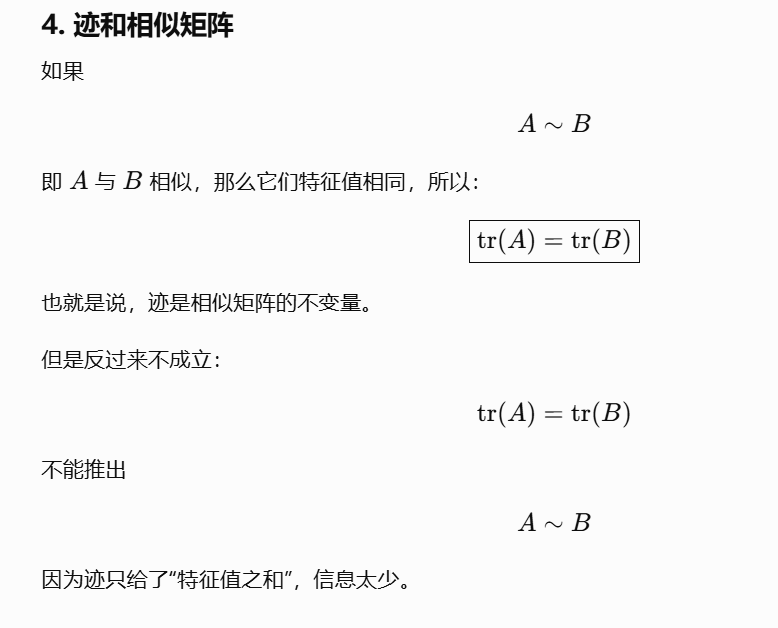 4. 迹和相似矩阵
如果
A ∼ B
即 A 与 B 相似，那么它们特征值相同，所以：
tr(A) = tr(B)
也就是说，迹是相似矩阵的不变量。
但是反过来不成立：
tr(A) = tr(B)
不能推出
A ∼ B
因为迹只给了“特征值之和”，信息太少。